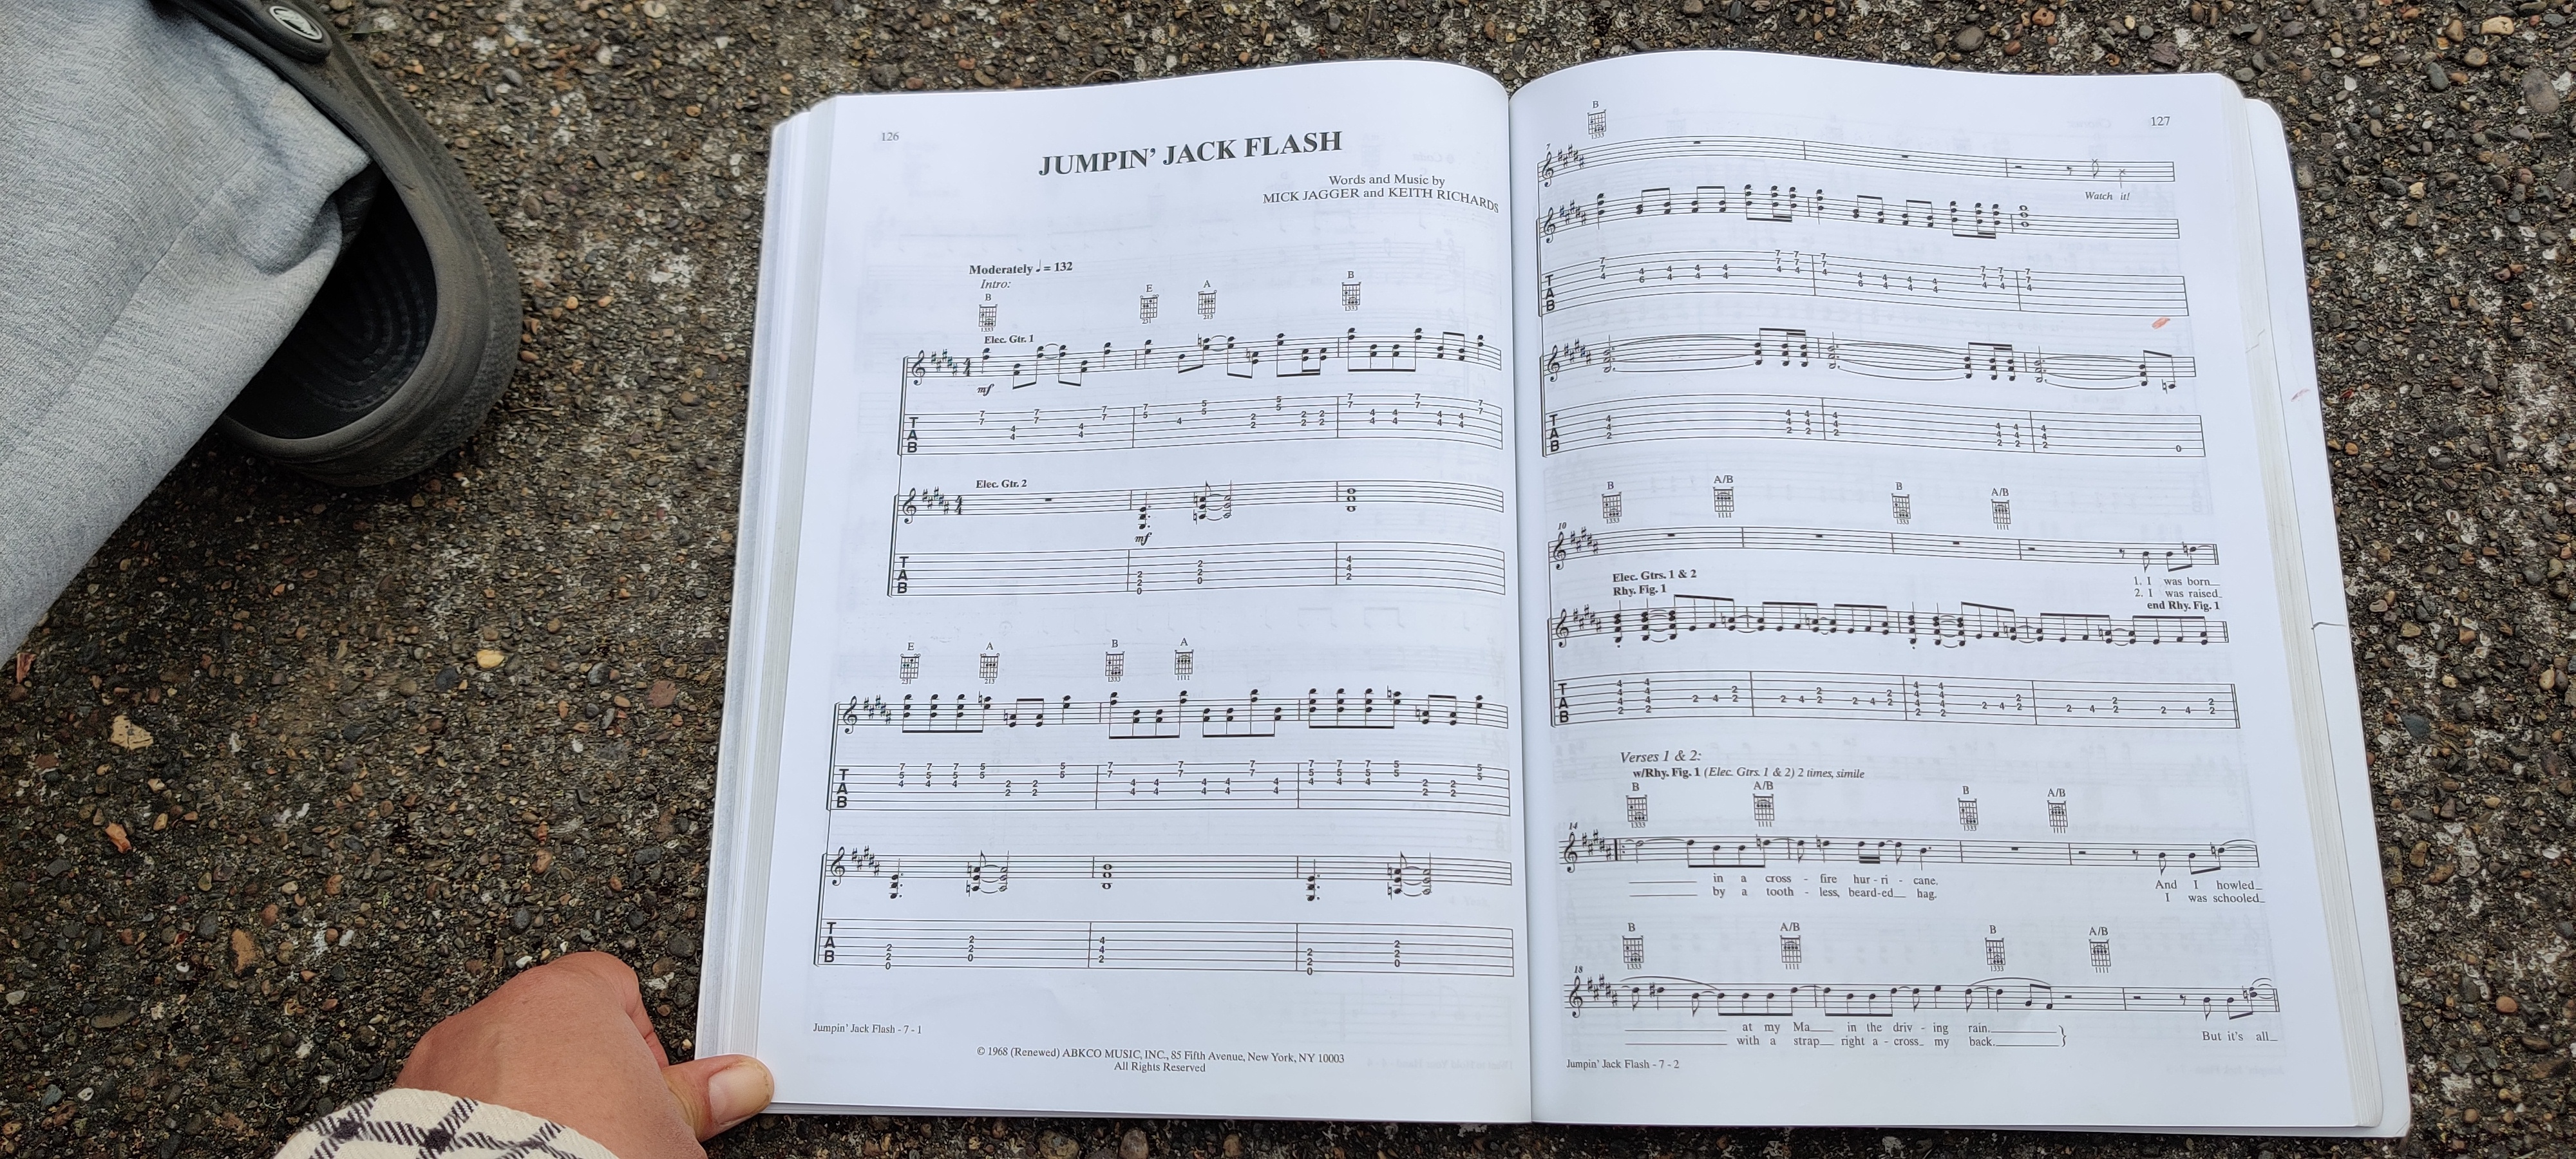 126
JUMPIN' JACK FLASH
Words and Music by
MICK JAGGER and KEITH RICHARDS
Moderately ♩= 132
Intro:
B E A B
Elec. Gtr. 1
mf
Elec. Gtr. 2
mf
E A B A
Jumpin' Jack Flash - 7 - 1
© 1968 (Renewed) ABKCO MUSIC, INC., 85 Fifth Avenue, New York, NY 10003
All Rights Reserved
127
B
7
Watch it!
B A/B B A/B
10
1. I was born
2. I was raised
Elec. Gtrs. 1 & 2
Rhy. Fig. 1
end Rhy. Fig. 1
Verses 1 & 2:
w/Rhy. Fig. 1 (Elec. Gtrs. 1 & 2) 2 times, simile
B A/B B A/B
14
in a cross - fire hur - ri - cane. And I howled
by a tooth - less, beard-ed hag. I was schooled
B A/B B A/B
18
at my Ma in the driv - ing rain.
with a strap right a - cross my back. But it's all
Jumpin' Jack Flash - 7 - 2